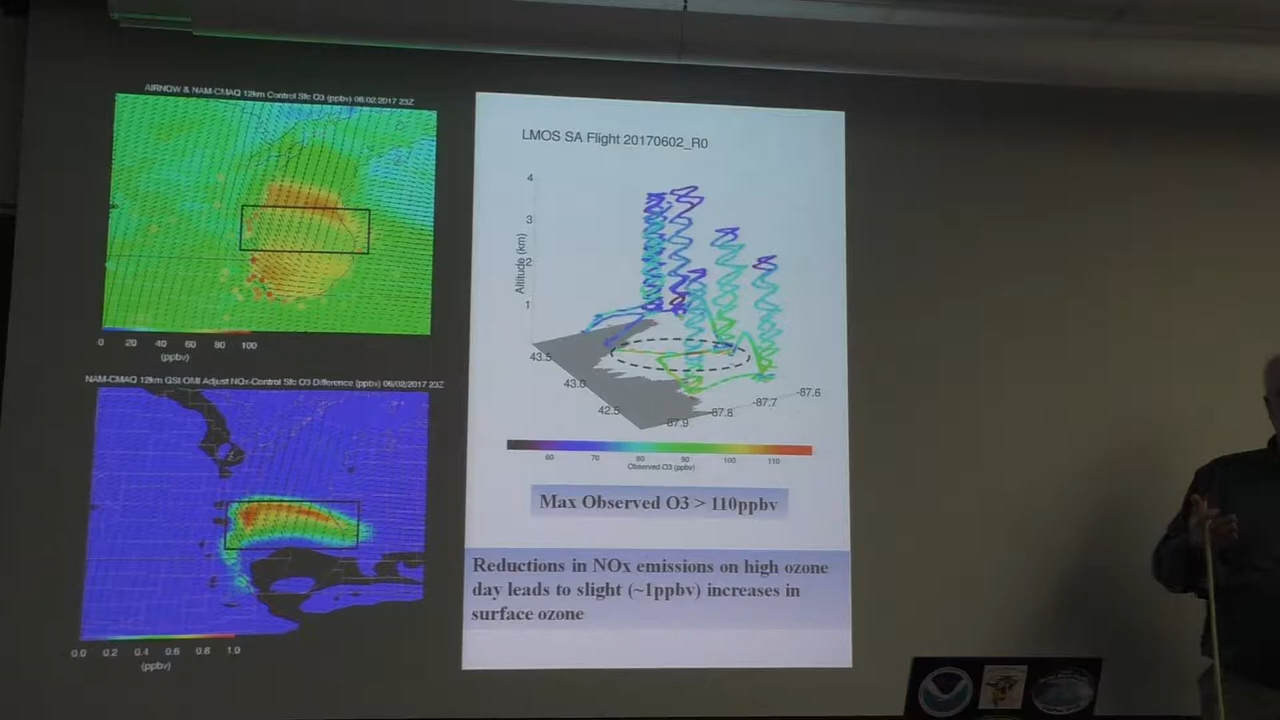 AIRNOW & NAM-CMAQ 12km Control Sfc O3 (ppbv) 06.02.2017 23Z
0 20 40 60 80 100
(ppbv)
NAM-CMAQ 12km GSI OMI Adjust NOx-Control Sfc O3 Difference (ppbv) 06/02/2017 23Z
0.0 0.2 0.4 0.6 0.8 1.0
(ppbv)
LMOS SA Flight 20170602_R0
4
3
2
1
Altitude (km)
43.5
43.0
42.5
87.9
-87.8
-87.7
-87.6
60 70 80 90 100 110
Observed O3 (ppbv)
Max Observed O3 > 110ppbv
Reductions in NOx emissions on high ozone
day leads to slight (~1ppbv) increases in
surface ozone